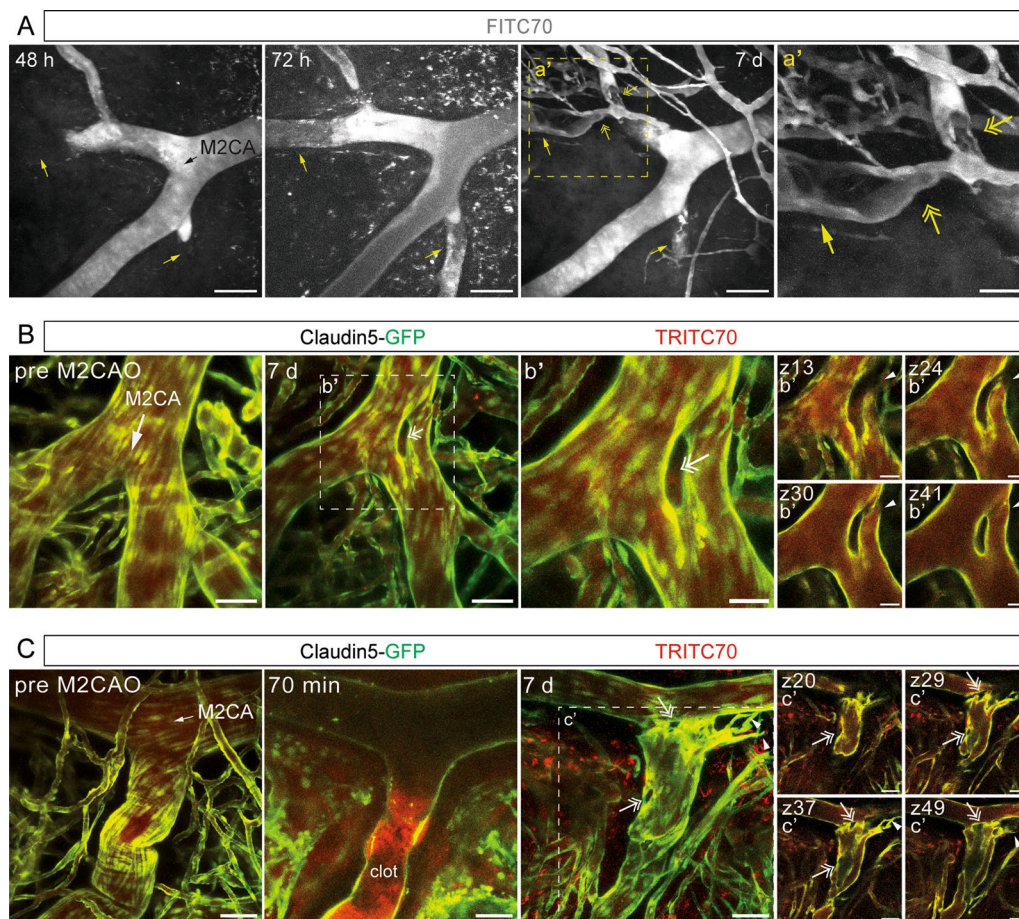 A
FITC70
48 h
M2CA
72 h
7 d
a'
a'
B
Claudin5-GFP
TRITC70
pre M2CAO
M2CA
7 d
b'
b'
z13
b'
z24
b'
z30
b'
z41
b'
C
Claudin5-GFP
TRITC70
pre M2CAO
M2CA
70 min
clot
7 d
c'
z20
c'
z29
c'
z37
c'
z49
c'